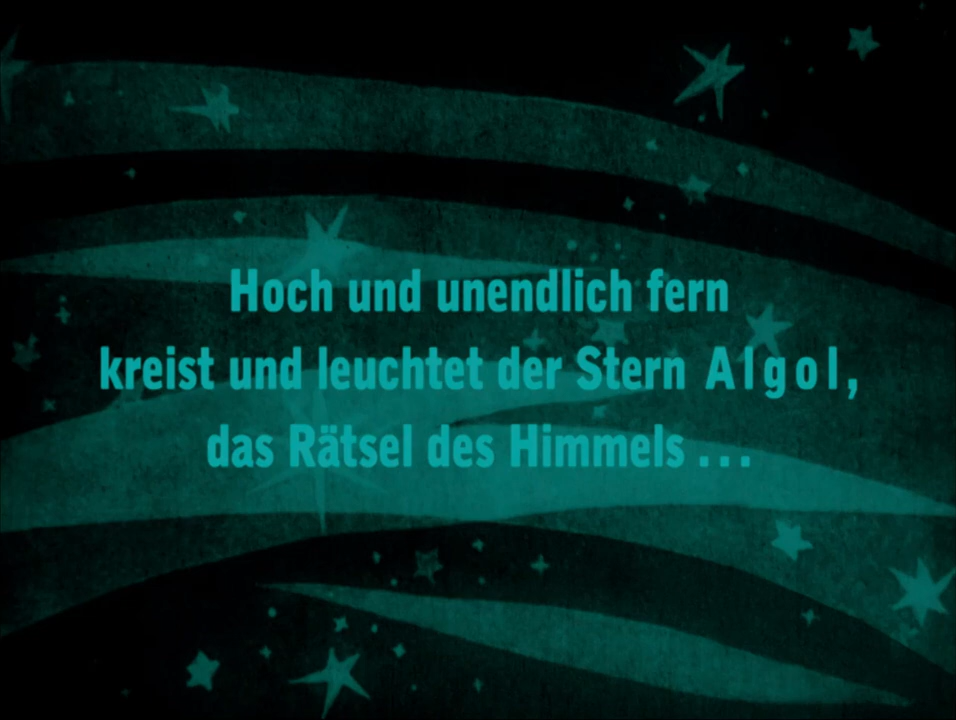 Hoch und unendlich fern
kreist und leuchtet der Stern Algol,
das Rätsel des Himmels ...